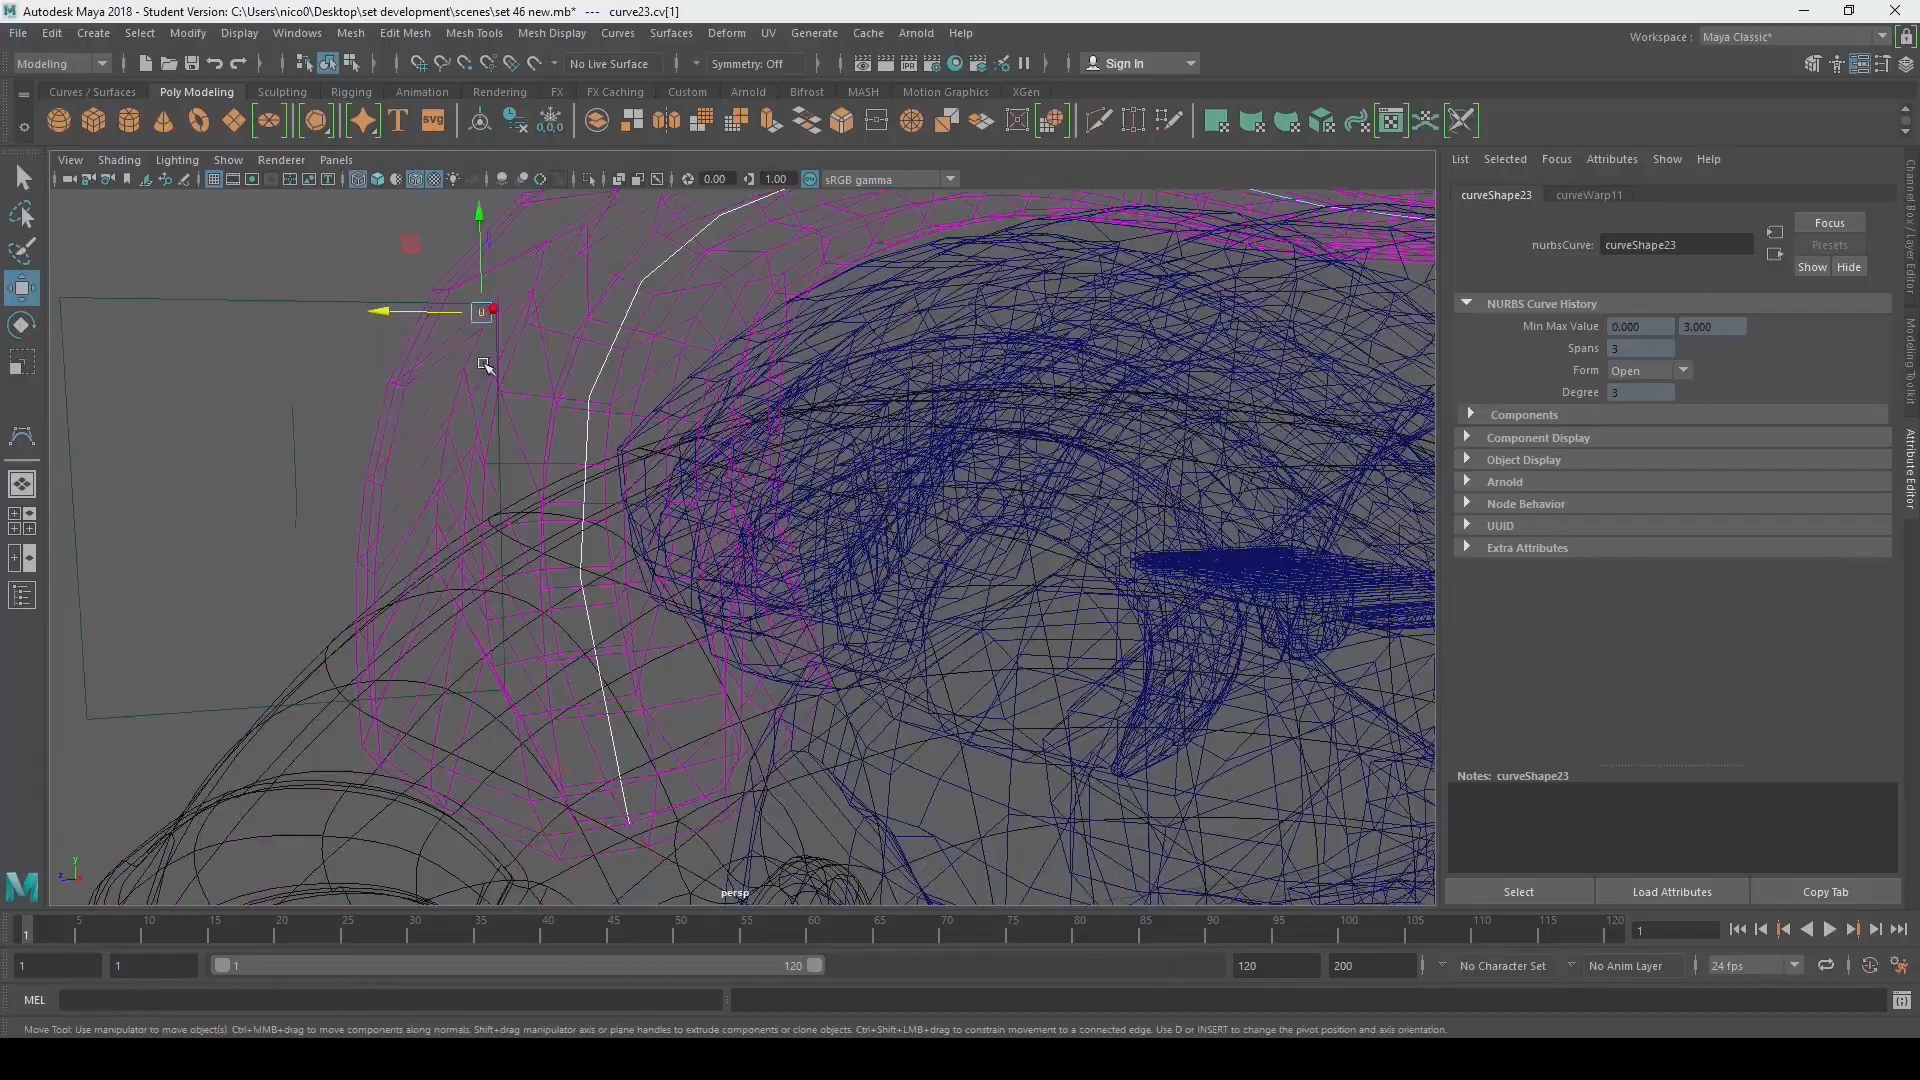 Autodesk Maya 2018 - Student Version: C:\Users\nico0\Desktop\set development\scenes\set 46 new.mb* --- curve23.cv[1]
File Edit Create Select Modify Display Windows Mesh Edit Mesh Mesh Tools Mesh Display Curves Surfaces Deform UV Generate Cache Arnold Help
Workspace : Maya Classic*
Modeling No Live Surface Symmetry: Off Sign In
Curves / Surfaces Poly Modeling Sculpting Rigging Animation Rendering FX FX Caching Custom Arnold Bifrost MASH Motion Graphics XGen
View Shading Lighting Show Renderer Panels
0.00 1.00 sRGB gamma
List Selected Focus Attributes Show Help
curveShape23 curveWarp11
Focus
nurbsCurve: curveShape23
Presets
Show Hide
NURBS Curve History
Min Max Value 0.000 3.000
Spans 3
Form Open
Degree 3
Components
Component Display
Object Display
Arnold
Node Behavior
UUID
Extra Attributes
Notes: curveShape23
Select Load Attributes Copy Tab
Channel Box / Layer Editor
Modeling Toolkit
Attribute Editor
U
y
z
persp
5 10 15 20 25 30 35 40 45 50 55 60 65 70 75 80 85 90 95 100 105 110 115 120
1
1
1 1 1 120 120 200 No Character Set No Anim Layer 24 fps
MEL
Move Tool: Use manipulator to move object(s). Ctrl+MMB+drag to move components along normals. Shift+drag manipulator axis or plane handles to extrude components or clone objects. Ctrl+Shift+LMB+drag to constrain movement to a connected edge. Use D or INSERT to change the pivot position and axis orientation.